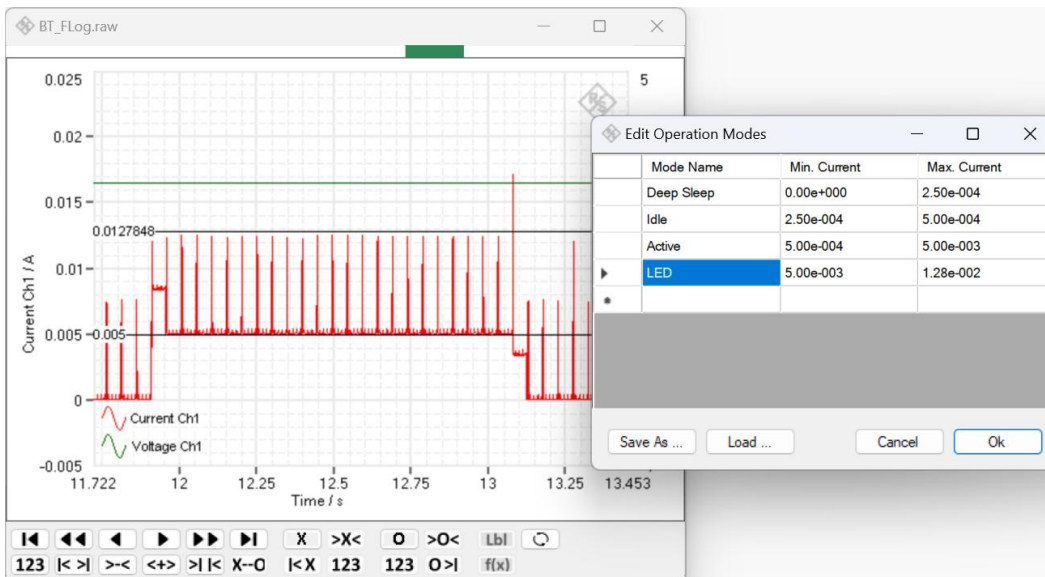 BT_FLog.raw
0.025
5
0.02
0.015
0.0127848
0.01
0.005
0.005
0
-0.005
Current Ch1 / A
Current Ch1
Voltage Ch1
11.722
12
12.25
12.5
12.75
13
13.25
13.453
Time / s
X >X< O >O< Lbl
123 |< >| >-< <+> >| |< X--O |< X 123 123 O >| f(x)
Edit Operation Modes
Mode Name Min. Current Max. Current
Deep Sleep 0.00e+000 2.50e-004
Idle 2.50e-004 5.00e-004
Active 5.00e-004 5.00e-003
LED 5.00e-003 1.28e-002
Save As ... Load ... Cancel Ok